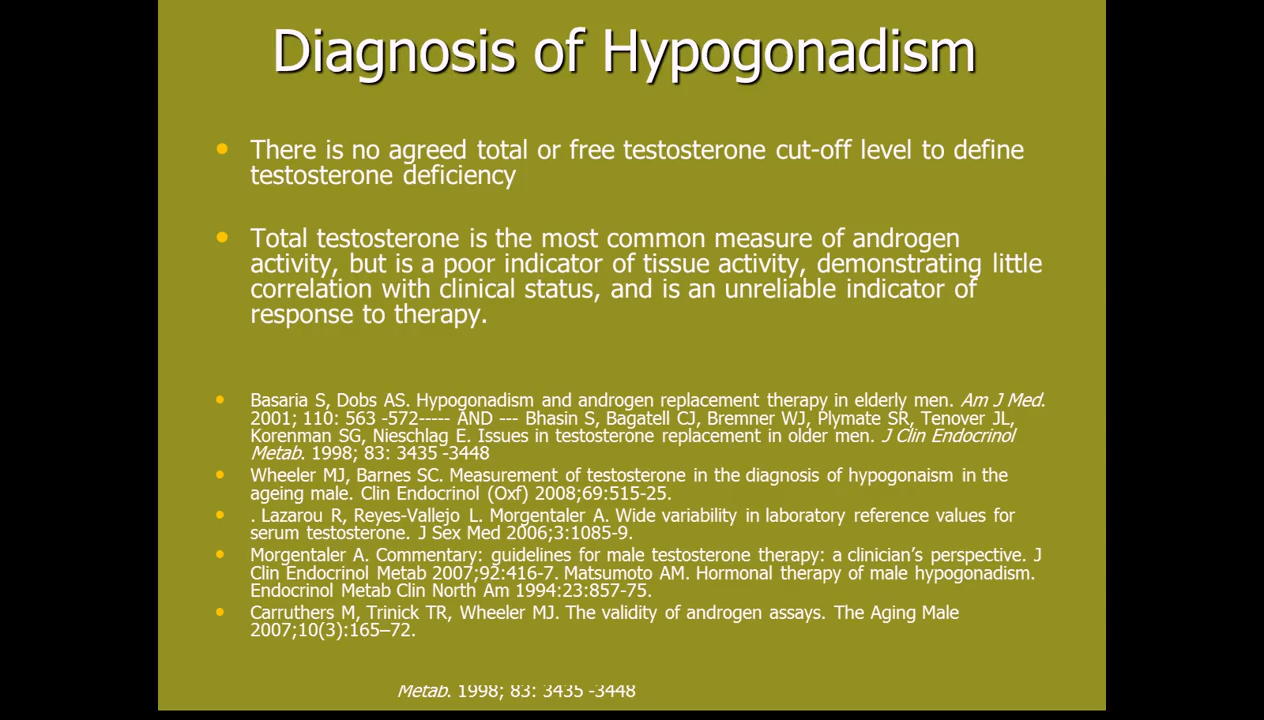 Diagnosis of Hypogonadism
There is no agreed total or free testosterone cut-off level to define
testosterone deficiency
Total testosterone is the most common measure of androgen
activity, but is a poor indicator of tissue activity, demonstrating little
correlation with clinical status, and is an unreliable indicator of
response to therapy.
Basaria S, Dobs AS. Hypogonadism and androgen replacement therapy in elderly men. Am J Med.
2001; 110: 563 -572----- AND --- Bhasin S, Bagatell CJ, Bremner WJ, Plymate SR, Tenover JL,
Korenman SG, Nieschlag E. Issues in testosterone replacement in older men. J Clin Endocrinol
Metab. 1998; 83: 3435 -3448
Wheeler MJ, Barnes SC. Measurement of testosterone in the diagnosis of hypogonaism in the
ageing male. Clin Endocrinol (Oxf) 2008;69:515-25.
. Lazarou R, Reyes-Vallejo L. Morgentaler A. Wide variability in laboratory reference values for
serum testosterone. J Sex Med 2006;3:1085-9.
Morgentaler A. Commentary: guidelines for male testosterone therapy: a clinician's perspective. J
Clin Endocrinol Metab 2007;92:416-7. Matsumoto AM. Hormonal therapy of male hypogonadism.
Endocrinol Metab Clin North Am 1994:23:857-75.
Carruthers M, Trinick TR, Wheeler MJ. The validity of androgen assays. The Aging Male
2007;10(3):165–72.
Metab. 1998; 83: 3435 -3448